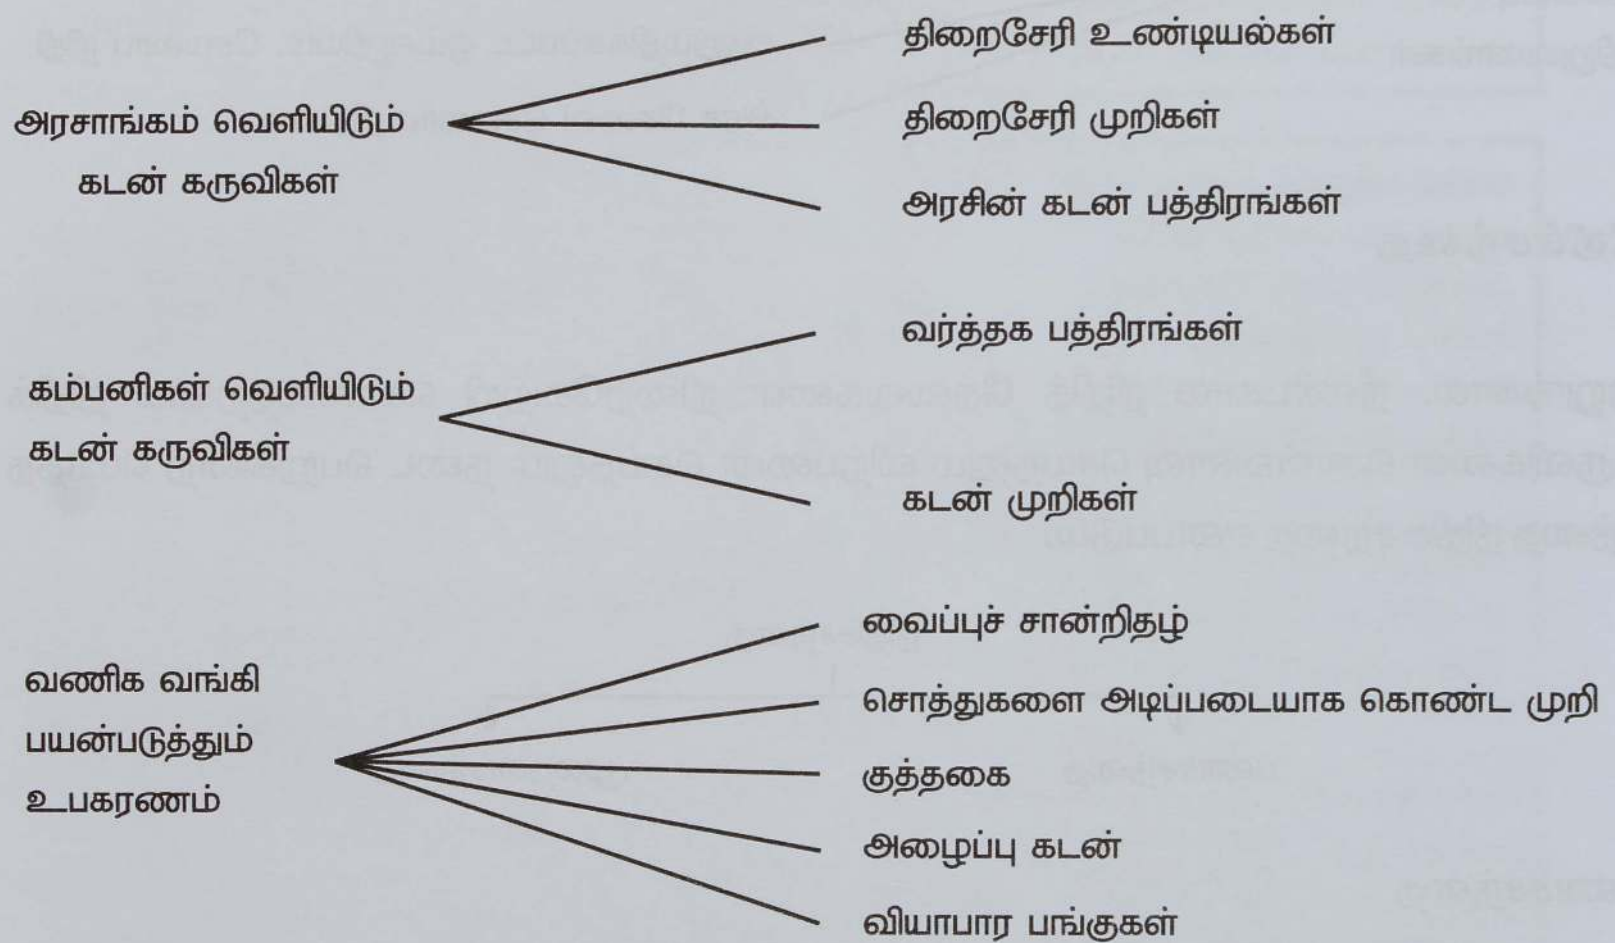 திறைசேரி உண்டியல்கள்
அரசாங்கம் வெளியிடும்
கடன் கருவிகள்
திறைசேரி முறிகள்
அரசின் கடன் பத்திரங்கள்
வர்த்தக பத்திரங்கள்
கம்பனிகள் வெளியிடும்
கடன் கருவிகள்
கடன் முறிகள்
வைப்புச் சான்றிதழ்
வணிக வங்கி
பயன்படுத்தும்
உபகரணம்
சொத்துகளை அடிப்படையாக கொண்ட முறி
குத்தகை
அழைப்பு கடன்
வியாபார பங்குகள்